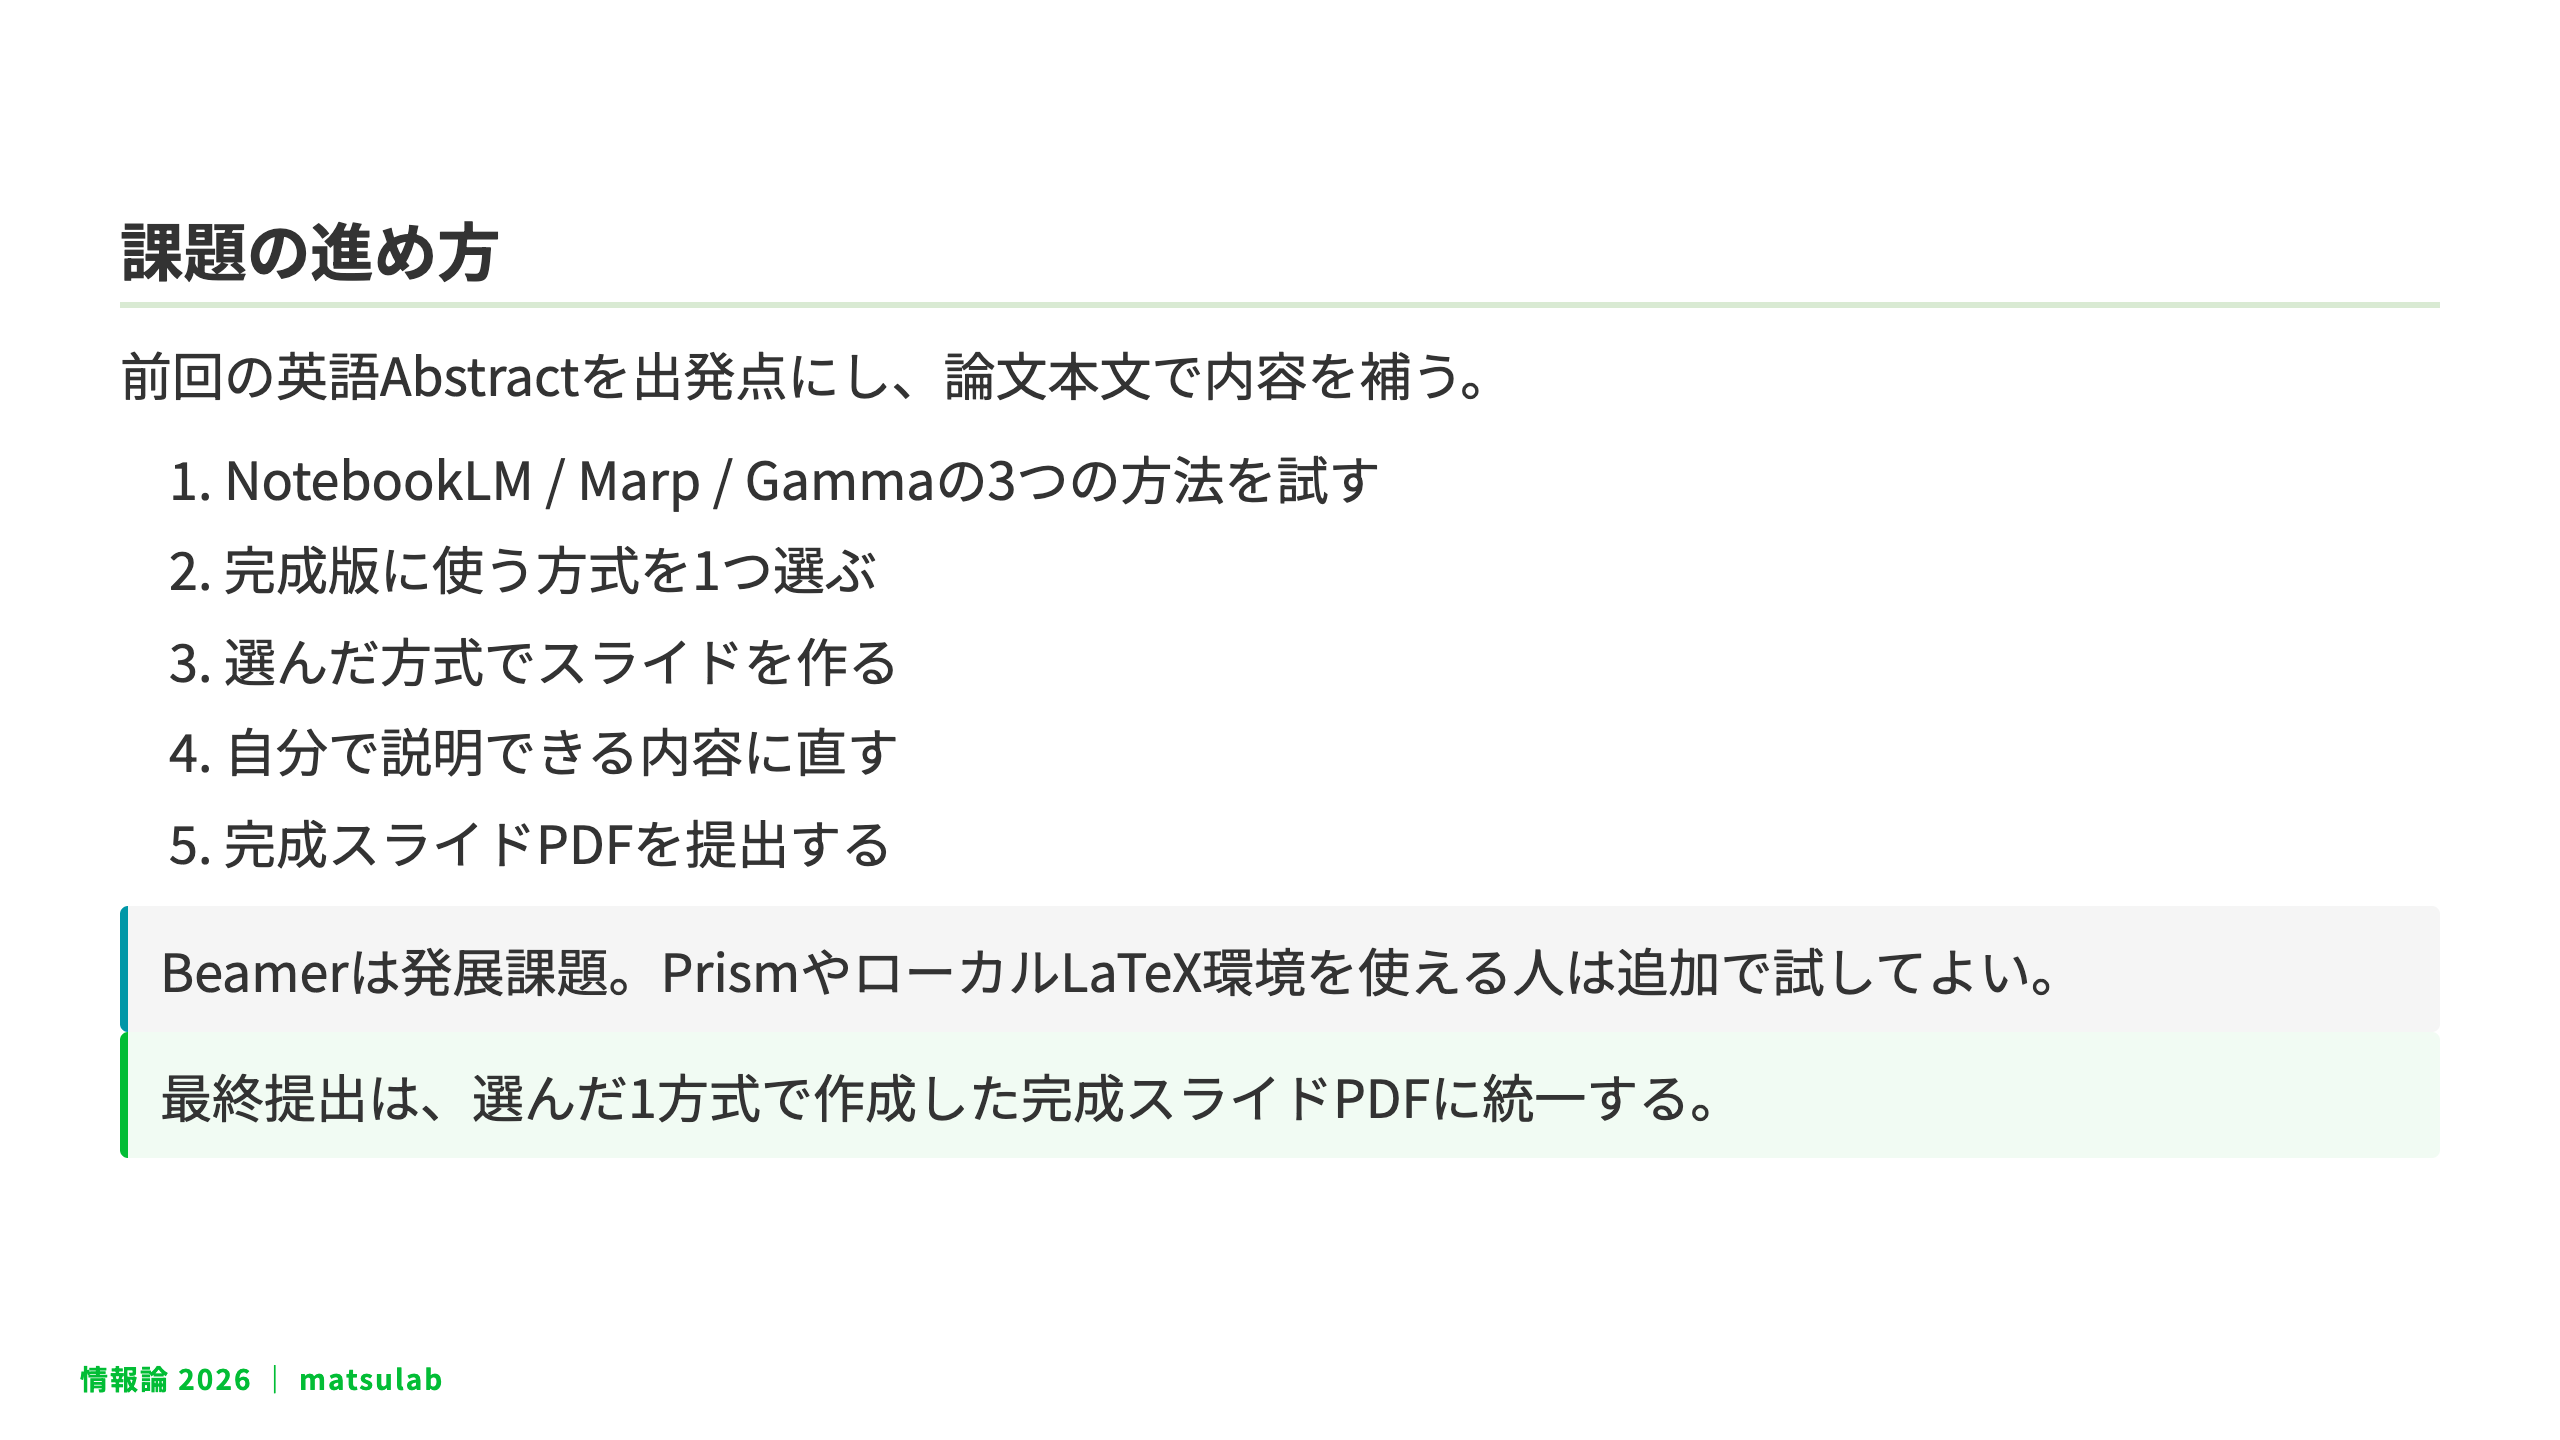 課題の進め方
前回の英語Abstractを出発点にし、論文本文で内容を補う。
1. NotebookLM / Marp / Gammaの3つの方法を試す
2. 完成版に使う方式を1つ選ぶ
3. 選んだ方式でスライドを作る
4. 自分で説明できる内容に直す
5. 完成スライドPDFを提出する
Beamerは発展課題。PrismやローカルLaTeX環境を使える人は追加で試してよい。
最終提出は、選んだ1方式で作成した完成スライドPDFに統一する。
情報論 2026 ｜ matsulab